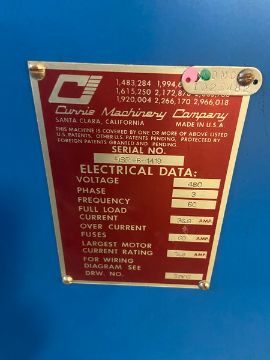 1,483,284 1,994,6
1,615,250 2,172,87
1,920,004 2,266,170 2,966,018
Currie Machinery Company
SANTA CLARA, CALIFORNIA MADE IN U.S.A
THIS MACHINE IS COVERED BY ONE OR MORE OF ABOVE LISTED
U.S. PATENTS. OTHER U.S. PATENTS PENDING. PROTECTED BY
FOREIGN PATENTS GRANTED AND PENDING.
SERIAL NO.
ELECTRICAL DATA:
VOLTAGE 480
PHASE 3
FREQUENCY 60
FULL LOAD
CURRENT AMP
OVER CURRENT
FUSES AMP
LARGEST MOTOR
CURRENT RATING AMP
FOR WIRING
DIAGRAM SEE
DRW. NO.